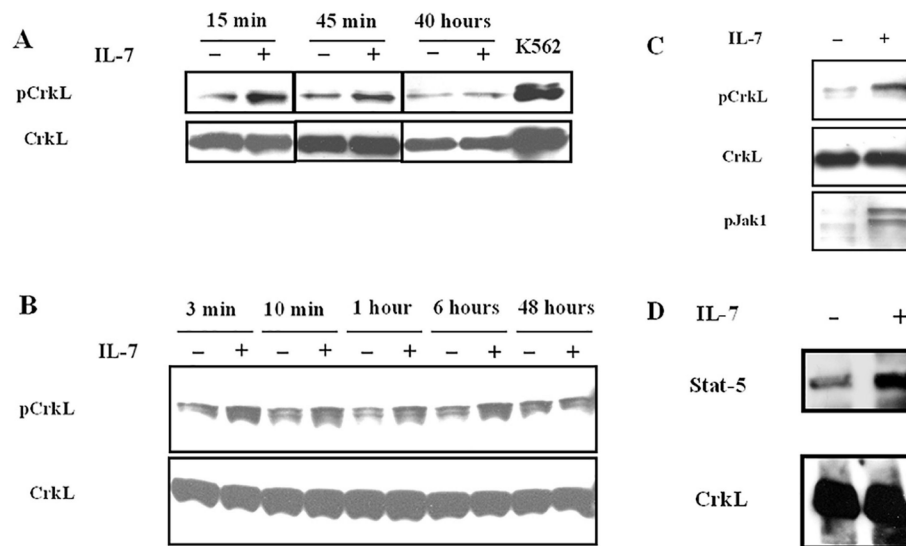 A
15 min 45 min 40 hours
IL-7 – + – + – + K562
pCrkL
CrkL
B
3 min 10 min 1 hour 6 hours 48 hours
IL-7 – + – + – + – + – +
pCrkL
CrkL
C
IL-7 – +
pCrkL
CrkL
pJak1
D
IL-7 – +
Stat-5
CrkL